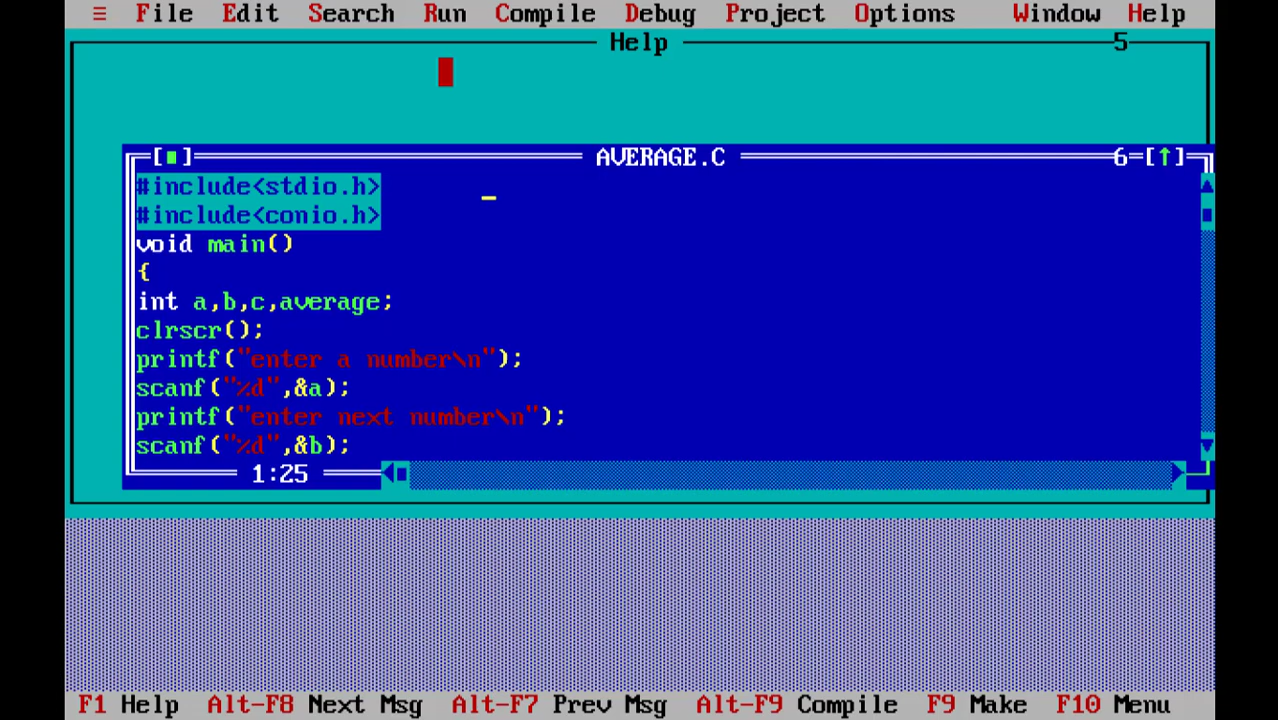 ≡ File Edit Search Run Compile Debug Project Options Window Help
Help 5
[■] AVERAGE.C 6=[↑]
#include<stdio.h>
#include<conio.h>
void main()
{
int a,b,c,average;
clrscr();
printf("enter a number\n");
scanf("%d",&a);
printf("enter next number\n");
scanf("%d",&b);
1:25
F1 Help Alt-F8 Next Msg Alt-F7 Prev Msg Alt-F9 Compile F9 Make F10 Menu